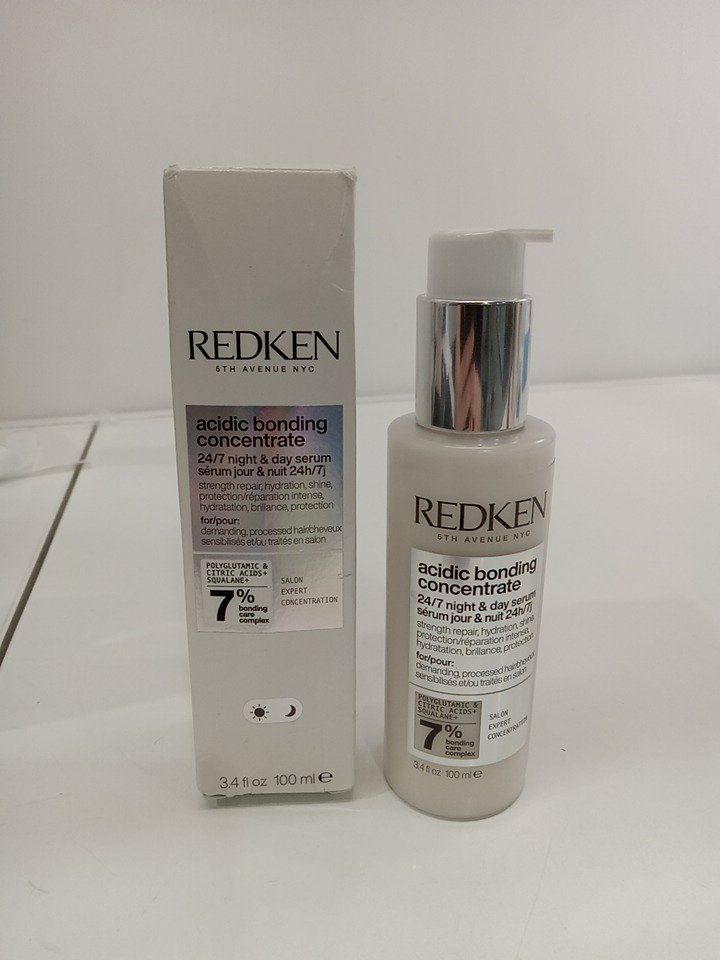 REDKEN
5TH AVENUE NYC
acidic bonding
concentrate
24/7 night & day serum
sérum jour & nuit 24h/7j
strength repair, hydration, shine,
protection/réparation intense,
hydratation, brillance, protection
for/pour:
demanding, processed hair/cheveux
sensibilisés et/ou traités en salon
POLYGLUTAMIC &
CITRIC ACIDS+
SQUALANE+
7%
bonding
care
complex
SALON
EXPERT
CONCENTRATION
3.4 fl oz 100 ml e
REDKEN
5TH AVENUE NYC
acidic bonding
concentrate
24/7 night & day serum
sérum jour & nuit 24h/7j
strength repair, hydration, shine,
protection/réparation intense,
hydratation, brillance, protection
for/pour:
demanding, processed hair/cheveux
sensibilisés et/ou traités en salon
POLYGLUTAMIC &
CITRIC ACIDS+
SQUALANE+
7%
bonding
care
complex
SALON
EXPERT
CONCENTRATION
3.4 fl oz 100 ml e